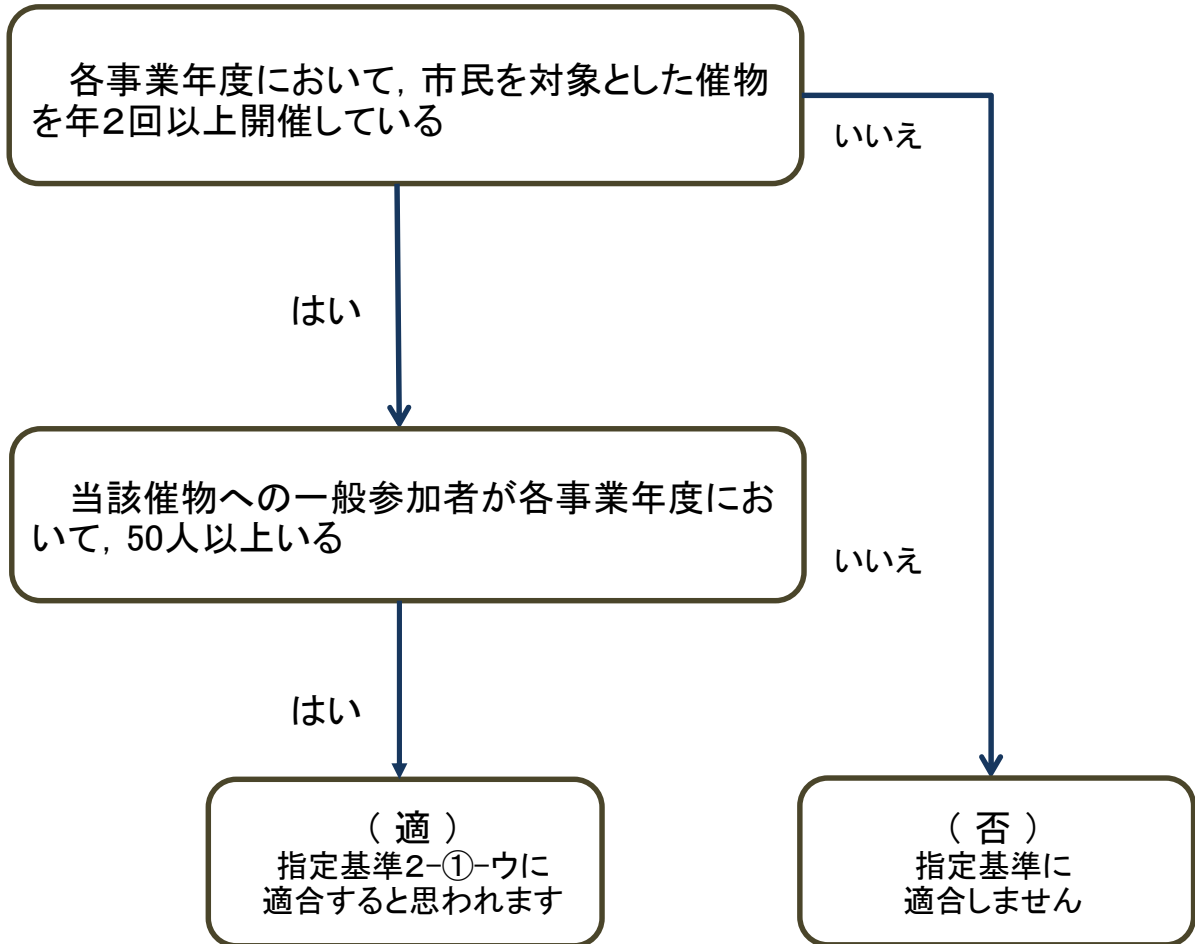 各事業年度において，市民を対象とした催物
を年２回以上開催している
いいえ
はい
当該催物への一般参加者が各事業年度にお
いて，50人以上いる
いいえ
はい
（ 適 ）
指定基準２-①-ウに
適合すると思われます
（ 否 ）
指定基準に
適合しません